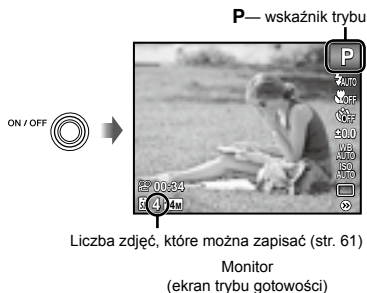 P— wskaźnik trybu
P
ON / OFF
AUTO
OFF
OFF
±0.0
WB
AUTO
ISO
AUTO
00:34
4 14M
Liczba zdjęć, które można zapisać (str. 61)
Monitor
(ekran trybu gotowości)